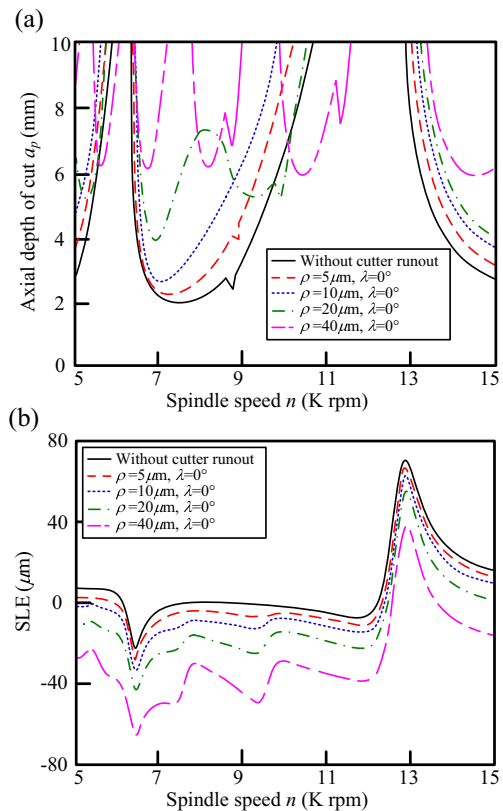 (a)
10
8
6
4
2
0
Axial depth of cut a_p (mm)
Without cutter runout
ρ=5μm, λ=0°
ρ=10μm, λ=0°
ρ=20μm, λ=0°
ρ=40μm, λ=0°
5 7 9 11 13 15
Spindle speed n (K rpm)
(b)
80
40
0
-40
-80
SLE (μm)
Without cutter runout
ρ=5μm, λ=0°
ρ=10μm, λ=0°
ρ=20μm, λ=0°
ρ=40μm, λ=0°
5 7 9 11 13 15
Spindle speed n (K rpm)